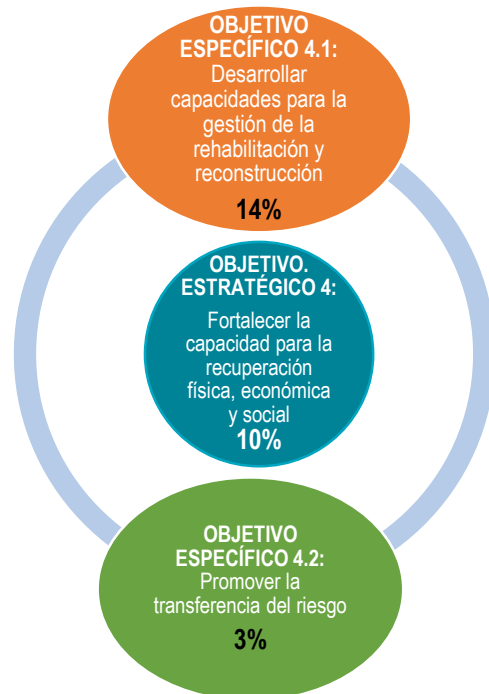 OBJETIVO
ESPECÍFICO 4.1:
Desarrollar
capacidades para la
gestión de la
rehabilitación y
reconstrucción
14%
OBJETIVO.
ESTRATÉGICO 4:
Fortalecer la
capacidad para la
recuperación
física, económica
y social
10%
OBJETIVO
ESPECÍFICO 4.2:
Promover la
transferencia del riesgo
3%